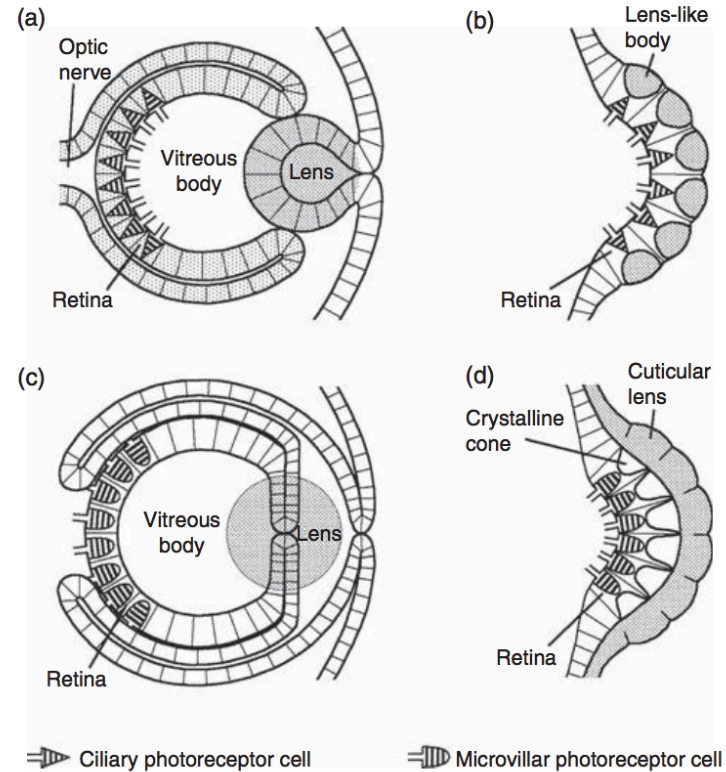 (a)
Optic
nerve
Vitreous
body
Lens
Retina
(b)
Lens-like
body
Retina
(c)
Vitreous
body
Lens
Retina
(d)
Cuticular
lens
Crystalline
cone
Retina
Ciliary photoreceptor cell
Microvillar photoreceptor cell